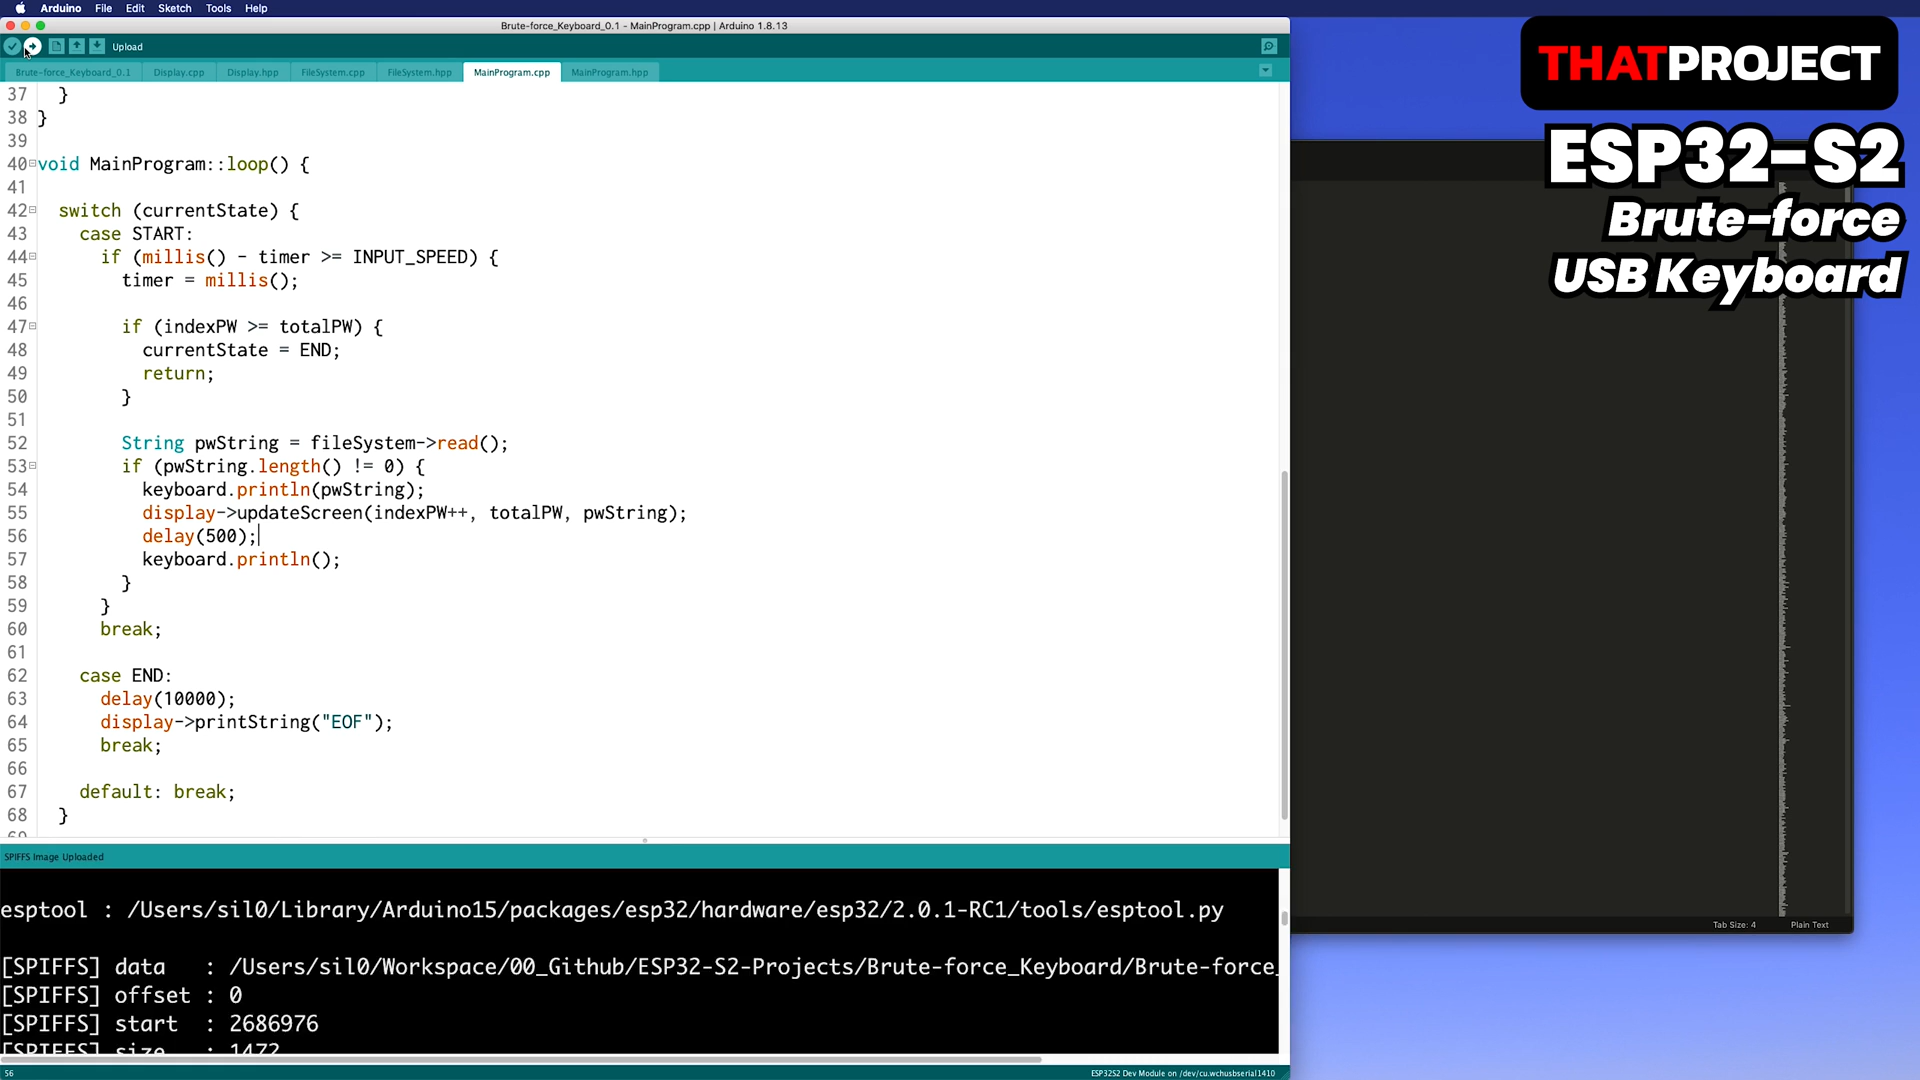 Arduino File Edit Sketch Tools Help
Brute-force_Keyboard_0.1 - MainProgram.cpp | Arduino 1.8.13
Upload
Brute-force_Keyboard_0.1 Display.cpp Display.hpp FileSystem.cpp FileSystem.hpp MainProgram.cpp MainProgram.hpp
37 }
38 }
39
40 void MainProgram::loop() {
41
42 switch (currentState) {
43 case START:
44 if (millis() - timer >= INPUT_SPEED) {
45 timer = millis();
46
47 if (indexPW >= totalPW) {
48 currentState = END;
49 return;
50 }
51
52 String pwString = fileSystem->read();
53 if (pwString.length() != 0) {
54 keyboard.println(pwString);
55 display->updateScreen(indexPW++, totalPW, pwString);
56 delay(500);
57 keyboard.println();
58 }
59 }
60 break;
61
62 case END:
63 delay(10000);
64 display->printString("EOF");
65 break;
66
67 default: break;
68 }
69
SPIFFS Image Uploaded
esptool : /Users/sil0/Library/Arduino15/packages/esp32/hardware/esp32/2.0.1-RC1/tools/esptool.py
[SPIFFS] data : /Users/sil0/Workspace/00_Github/ESP32-S2-Projects/Brute-force_Keyboard/Brute-force_
[SPIFFS] offset : 0
[SPIFFS] start : 2686976
[SPIFFS] size : 1472
56
ESP32S2 Dev Module on /dev/cu.wchusbserial1410
THATPROJECT
ESP32-S2
Brute-force
USB Keyboard
Tab Size: 4 Plain Text